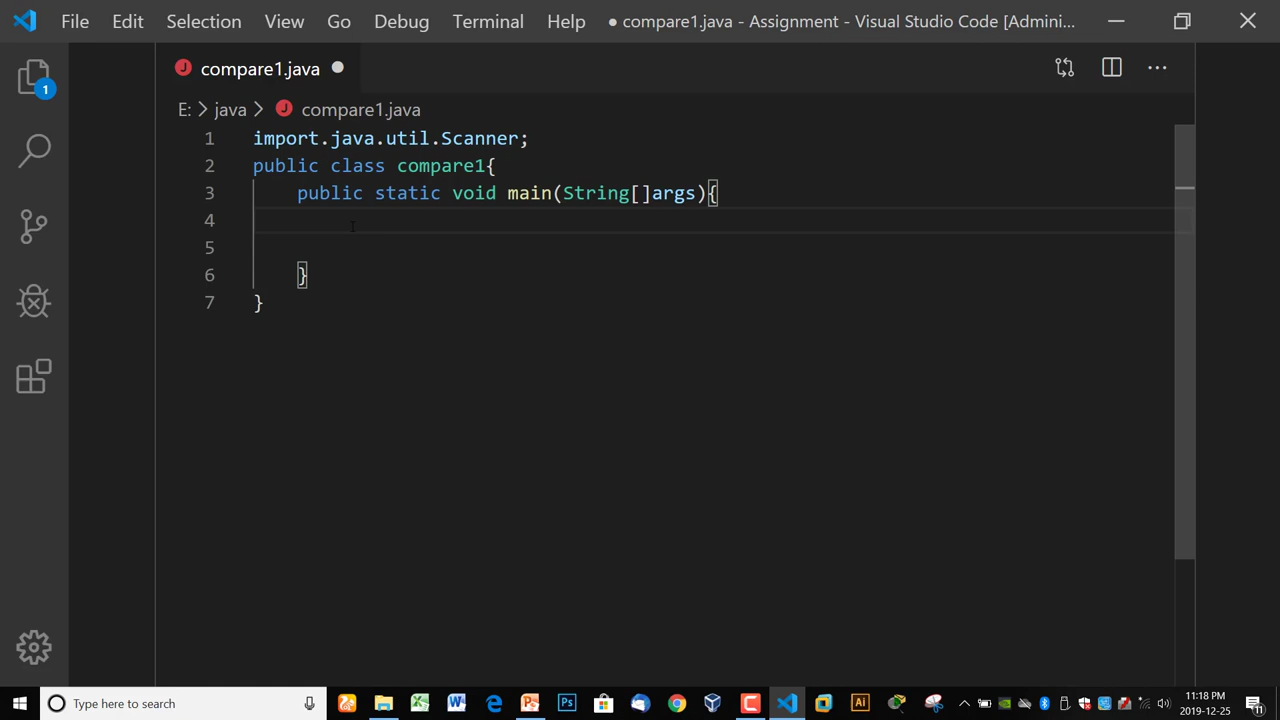 File Edit Selection View Go Debug Terminal Help ● compare1.java - Assignment - Visual Studio Code [Admini...
compare1.java
E: > java > compare1.java
1 import.java.util.Scanner;
2 public class compare1{
3 public static void main(String[]args){
4
5
6 }
7 }
1
Type here to search
11:18 PM
2019-12-25
11